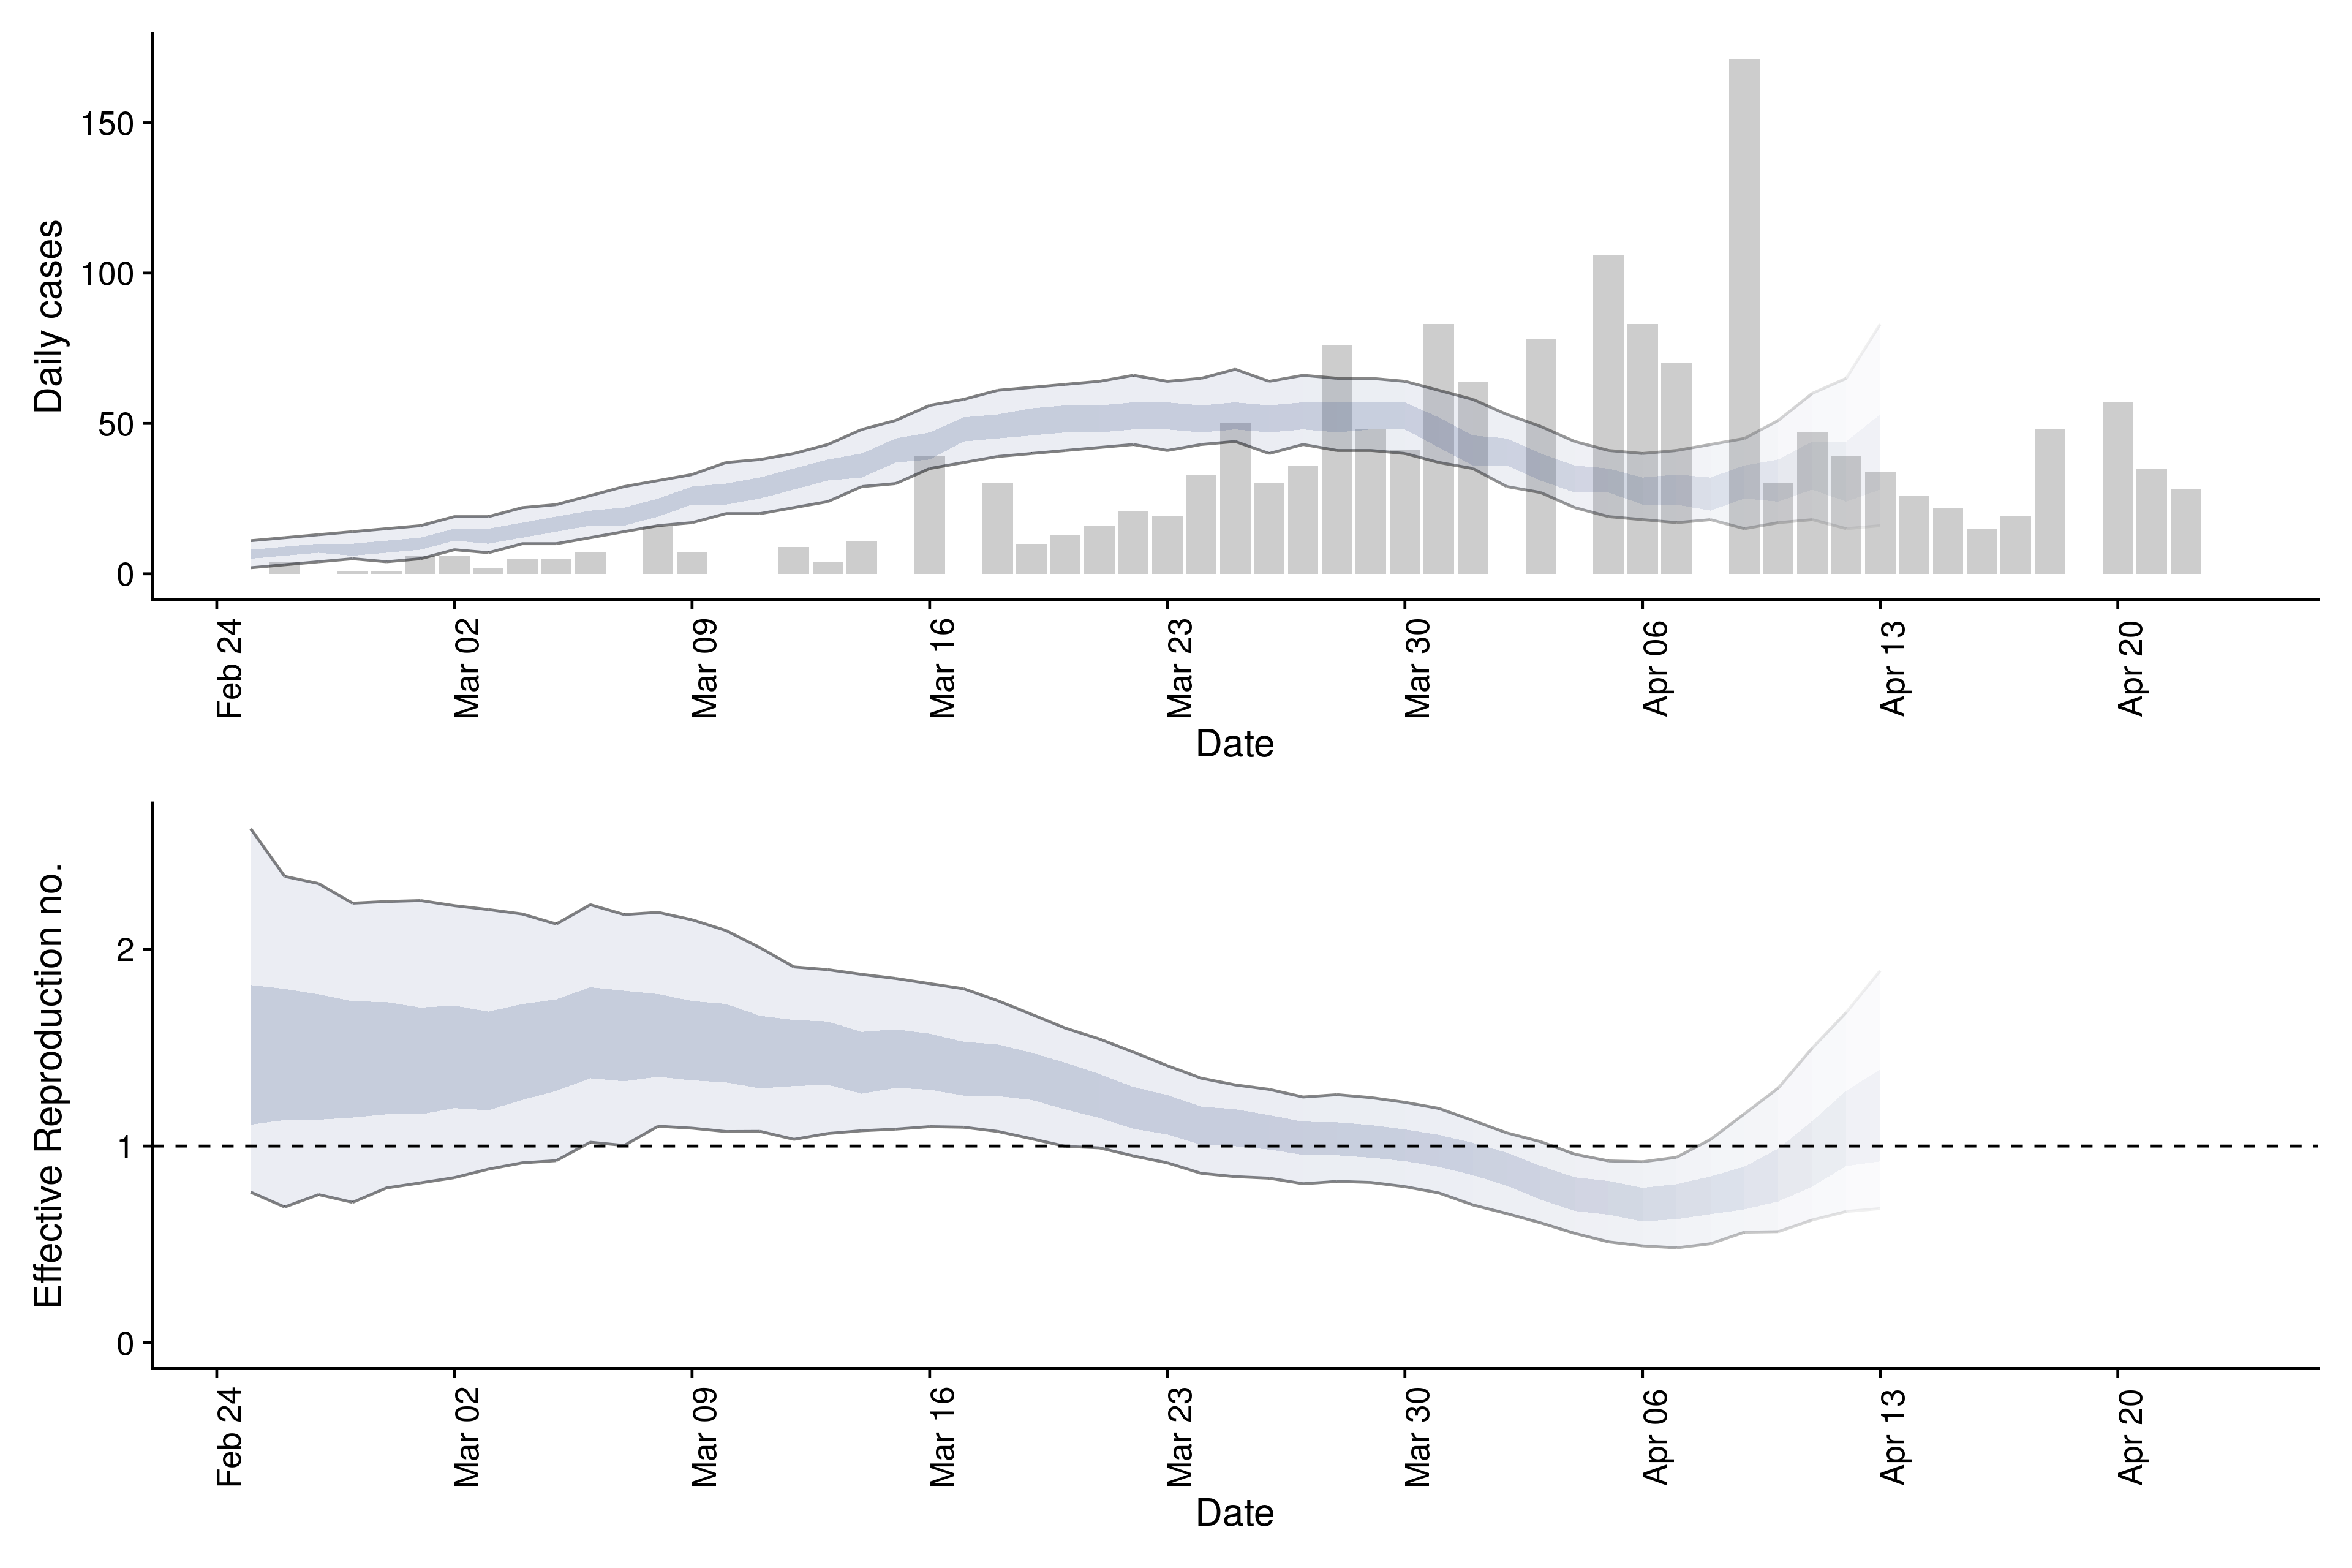 Daily cases
150
100
50
0
Feb 24
Mar 02
Mar 09
Mar 16
Mar 23
Mar 30
Apr 06
Apr 13
Apr 20
Date
Effective Reproduction no.
2
1
0
Feb 24
Mar 02
Mar 09
Mar 16
Mar 23
Mar 30
Apr 06
Apr 13
Apr 20
Date